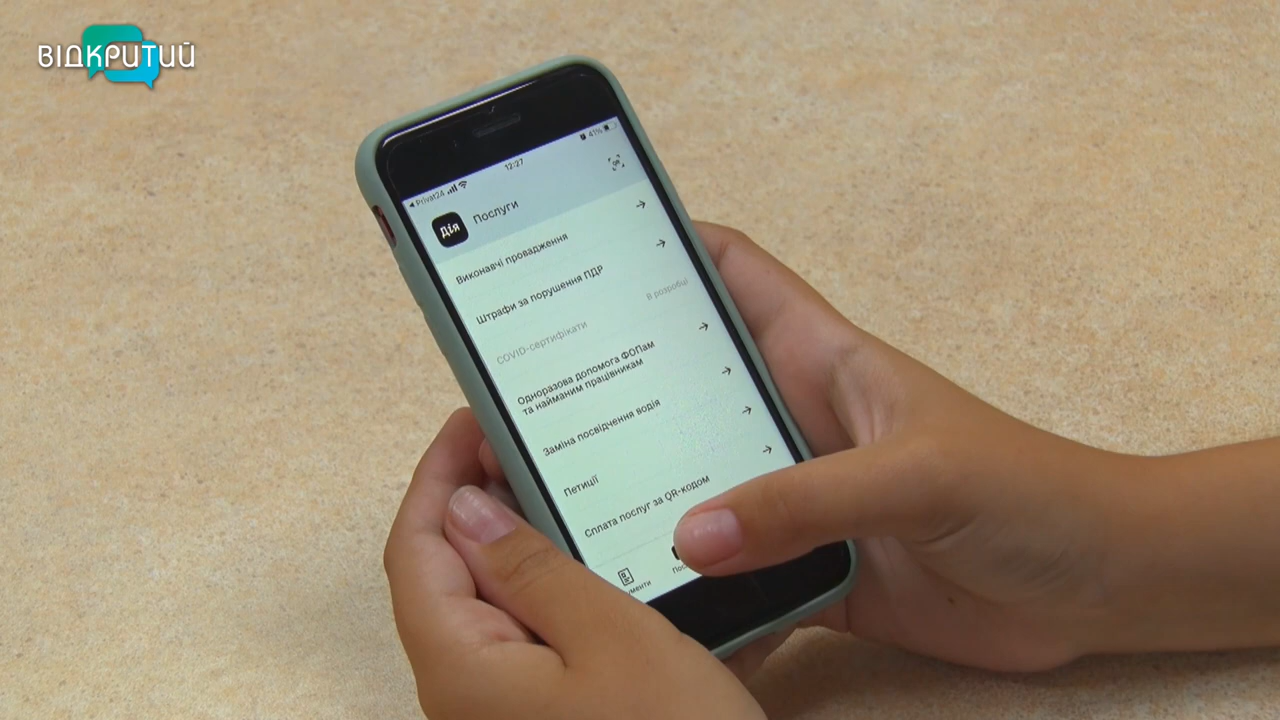 ВІДКРИТИЙ
Privat24
12:27
41%
QR
Дія
Послуги
Виконавчі провадження
Штрафи за порушення ПДР
COVID-сертифікати
В розробці
Одноразова допомога ФОПам
та найманим працівникам
Заміна посвідчення водія
Петиції
Сплата послуг за QR-кодом